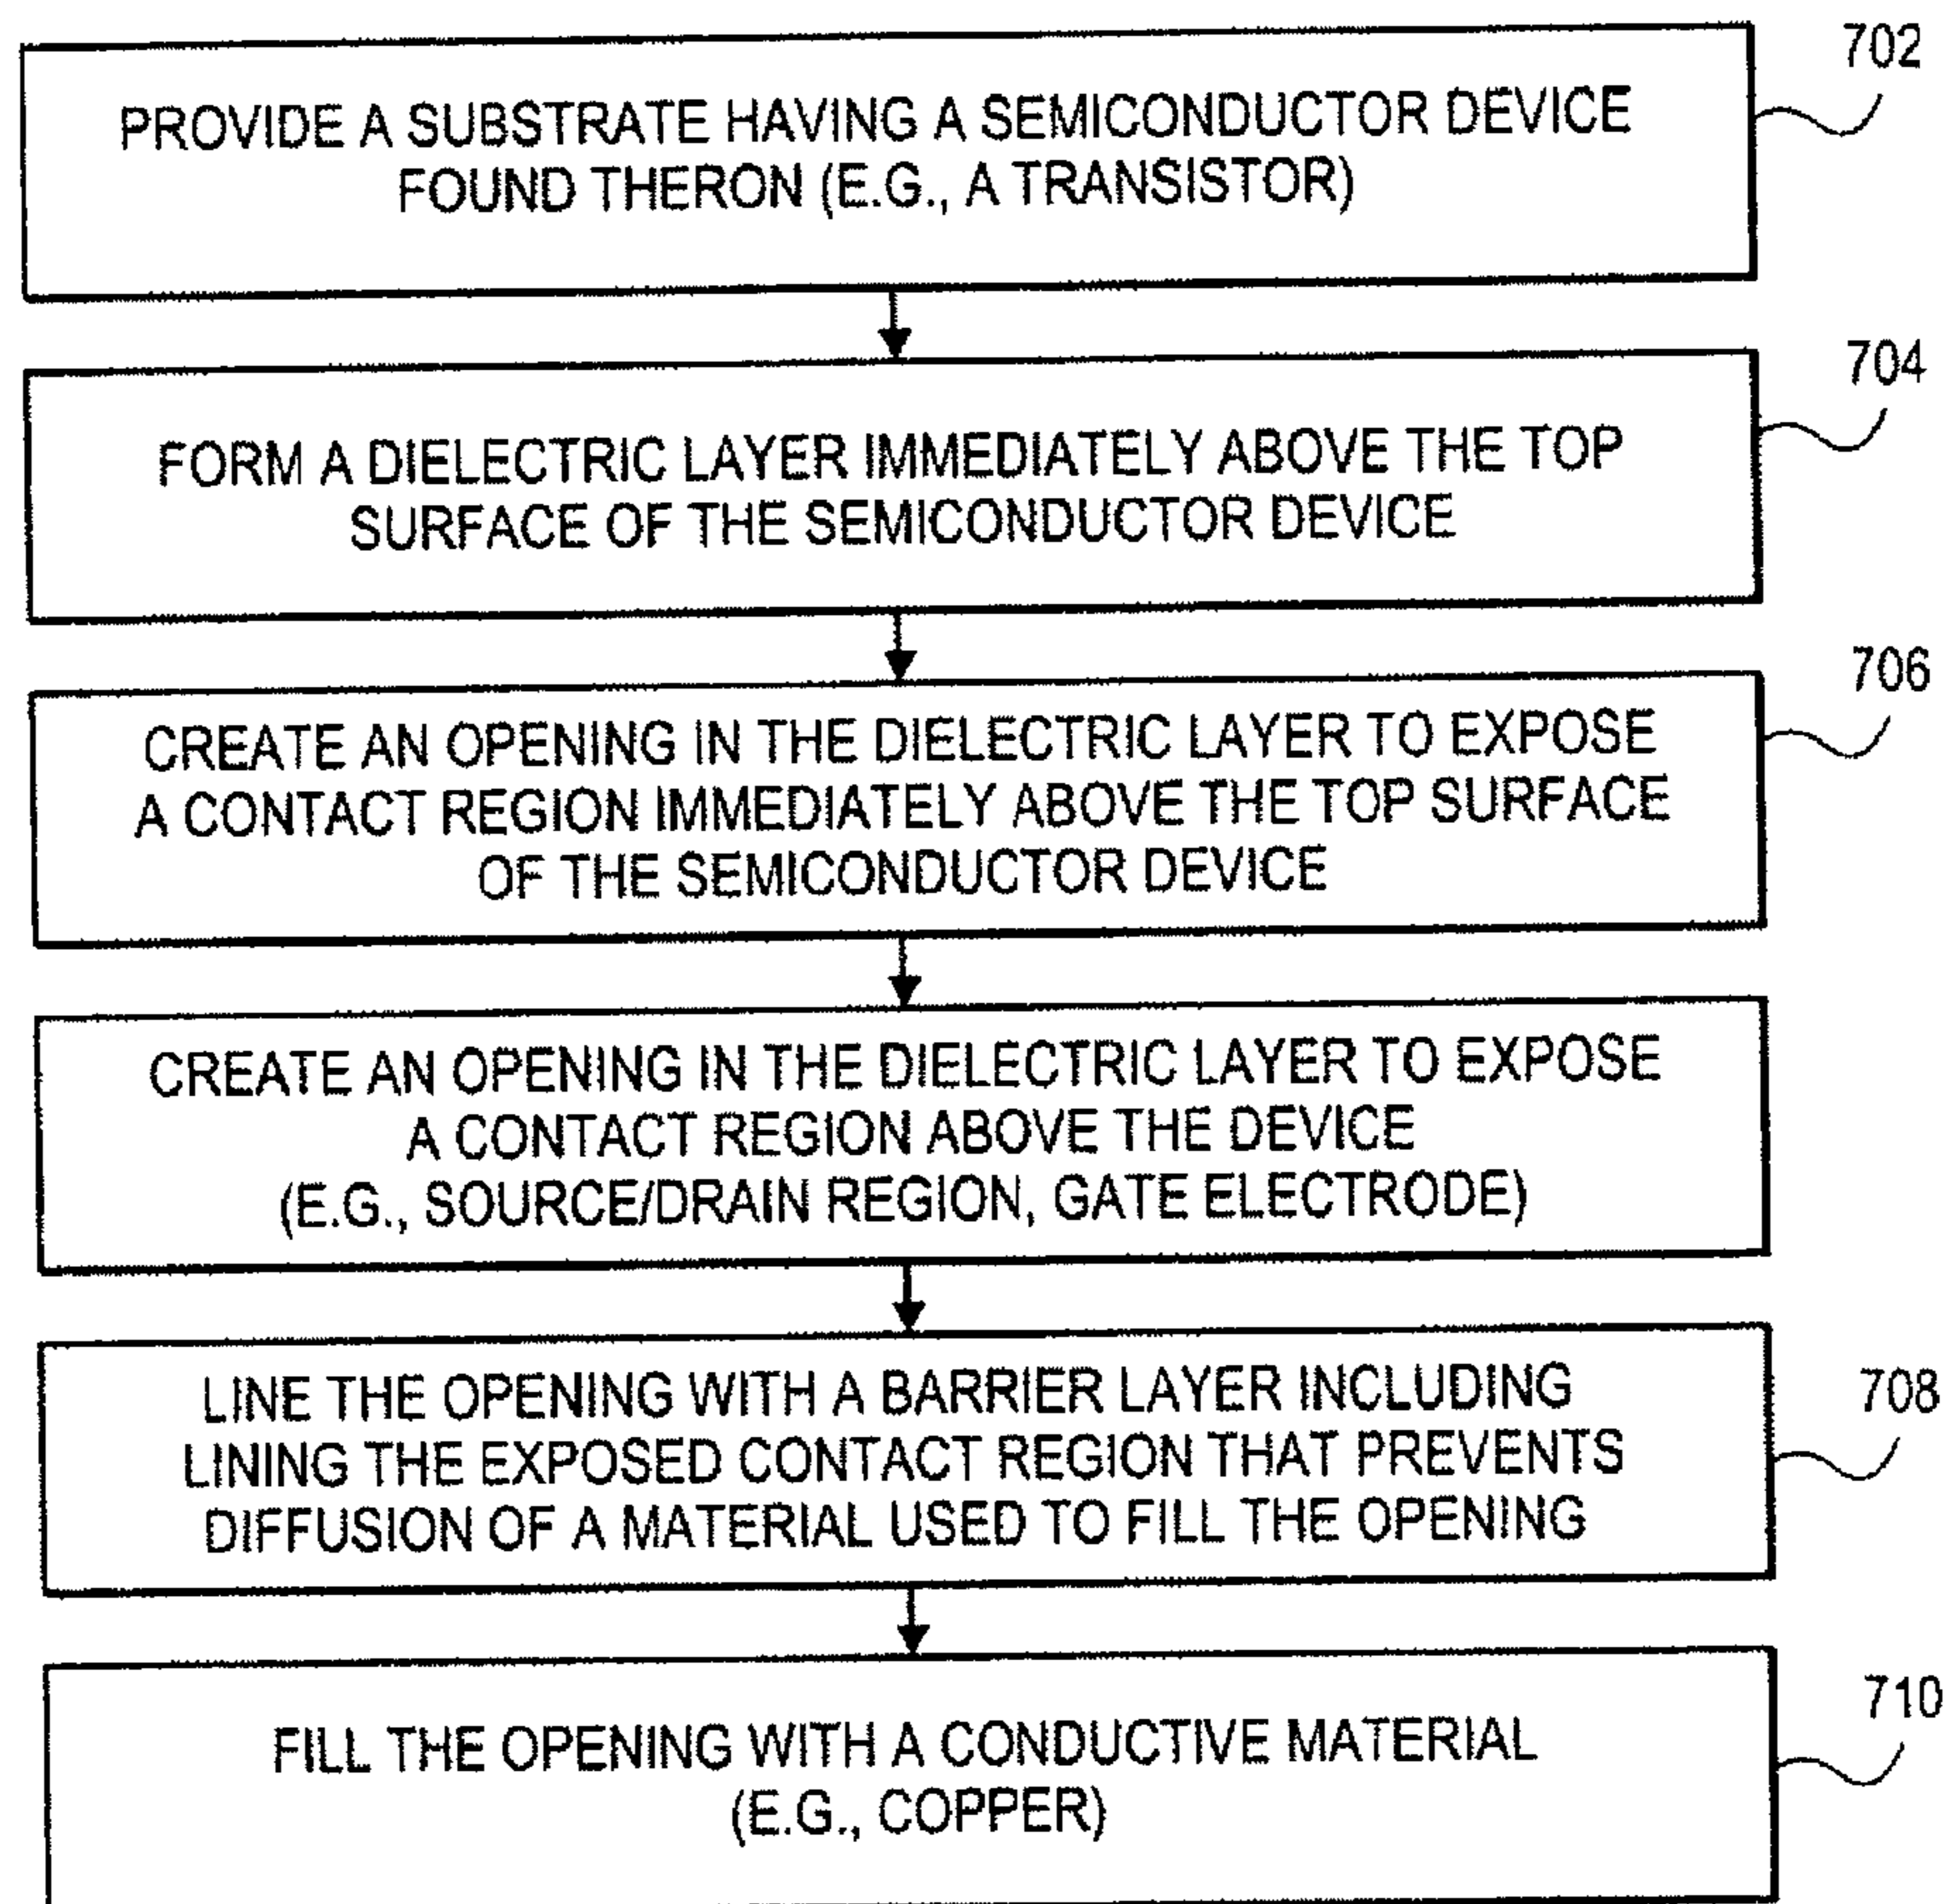 702
PROVIDE A SUBSTRATE HAVING A SEMICONDUCTOR DEVICE
FOUND THERON (E.G., A TRANSISTOR)
704
FORM A DIELECTRIC LAYER IMMEDIATELY ABOVE THE TOP
SURFACE OF THE SEMICONDUCTOR DEVICE
706
CREATE AN OPENING IN THE DIELECTRIC LAYER TO EXPOSE
A CONTACT REGION IMMEDIATELY ABOVE THE TOP SURFACE
OF THE SEMICONDUCTOR DEVICE
CREATE AN OPENING IN THE DIELECTRIC LAYER TO EXPOSE
A CONTACT REGION ABOVE THE DEVICE
(E.G., SOURCE/DRAIN REGION, GATE ELECTRODE)
708
LINE THE OPENING WITH A BARRIER LAYER INCLUDING
LINING THE EXPOSED CONTACT REGION THAT PREVENTS
DIFFUSION OF A MATERIAL USED TO FILL THE OPENING
710
FILL THE OPENING WITH A CONDUCTIVE MATERIAL
(E.G., COPPER)